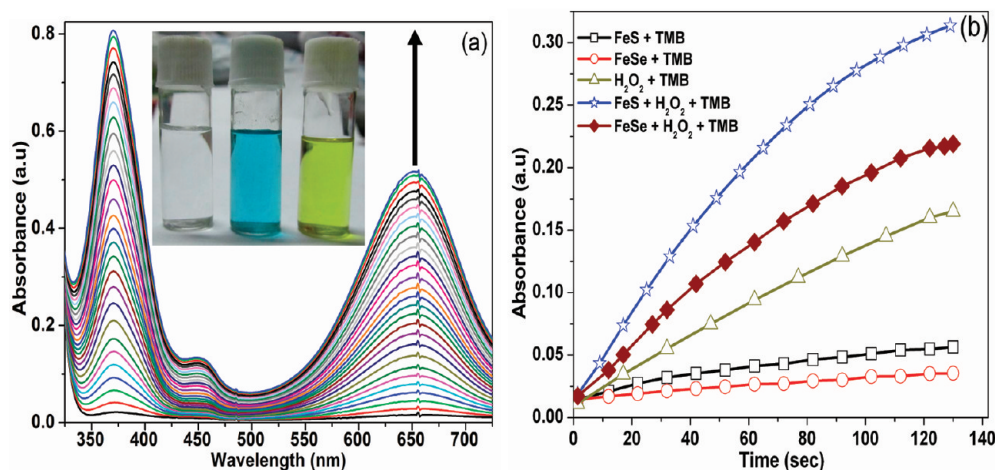 (a)
Absorbance (a.u)
0.8
0.6
0.4
0.2
0.0
350 400 450 500 550 600 650 700
Wavelength (nm)
(b)
Absorbance (a.u)
0.30
0.25
0.20
0.15
0.10
0.05
0.00
FeS + TMB
FeSe + TMB
H₂O₂ + TMB
FeS + H₂O₂ + TMB
FeSe + H₂O₂ + TMB
0 20 40 60 80 100 120 140
Time (sec)